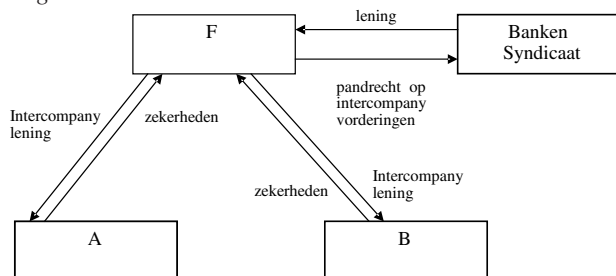 lening
F
Banken
Syndicaat
pandrecht op
intercompany
vorderingen
Intercompany
lening
zekerheden
zekerheden
Intercompany
lening
A
B